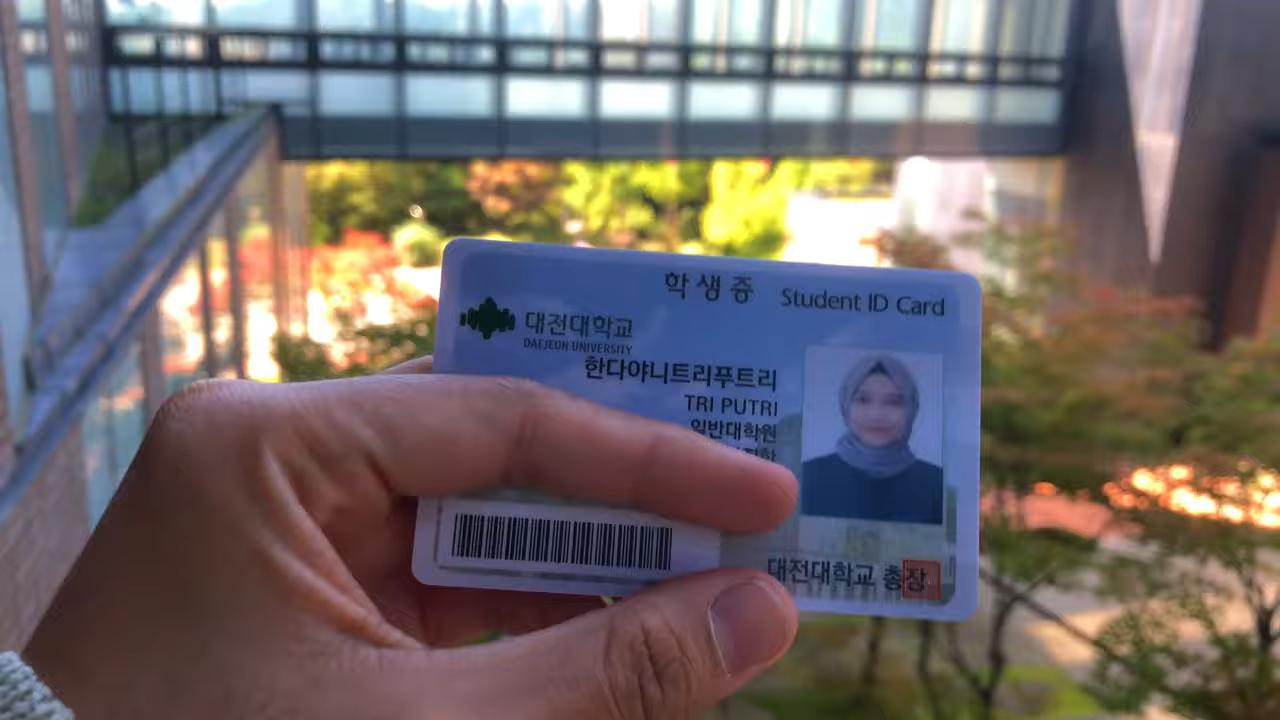 학생증 Student ID Card
대전대학교
DAEJEON UNIVERSITY
한다야니트리푸트리
TRI PUTRI
일반대학원
대전대학교 총장